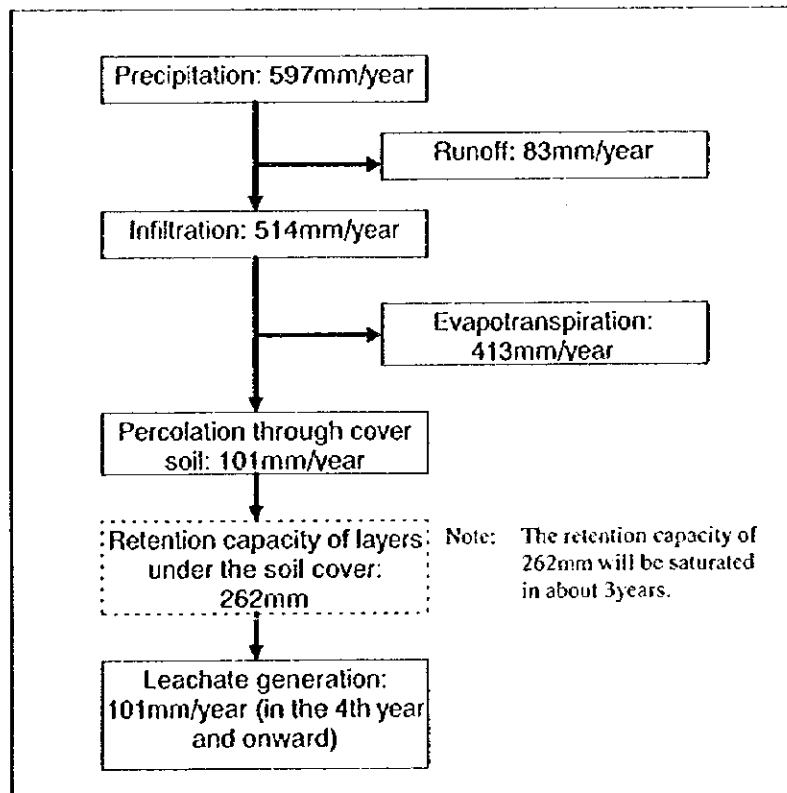 Precipitation: 597mm/year
Runoff: 83mm/year
Infiltration: 514mm/year
Evapotranspiration:
413mm/year
Percolation through cover
soil: 101mm/year
Retention capacity of layers
under the soil cover:
262mm
Note: The retention capacity of
262mm will be saturated
in about 3years.
Leachate generation:
101mm/year (in the 4th year
and onward)